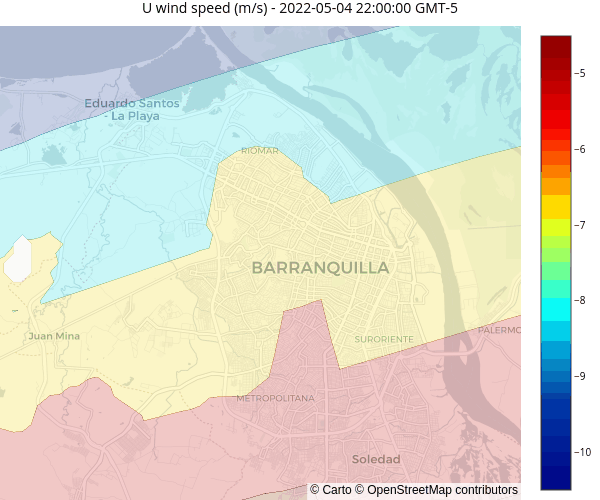 U wind speed (m/s) - 2022-05-04 22:00:00 GMT-5
Eduardo Santos
- La Playa
RIOMAR
BARRANQUILLA
Juan Mina
SURORIENTE
PALERMO
METROPOLITANA
Soledad
© Carto © OpenStreetMap contributors
−5
−6
−7
−8
−9
−10